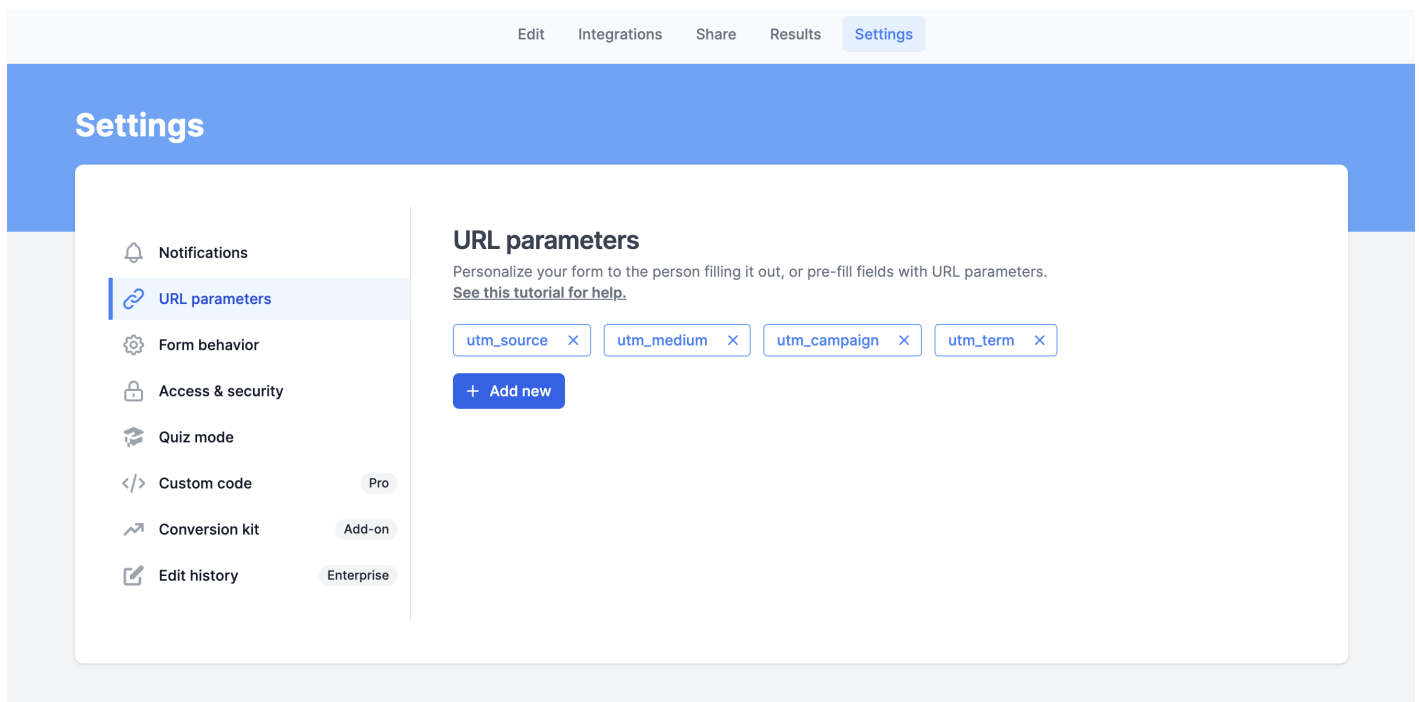 Edit Integrations Share Results Settings
Settings
Notifications
URL parameters
Form behavior
Access & security
Quiz mode
Custom code Pro
Conversion kit Add-on
Edit history Enterprise
URL parameters
Personalize your form to the person filling it out, or pre-fill fields with URL parameters.
See this tutorial for help.
utm_source utm_medium utm_campaign utm_term
Add new